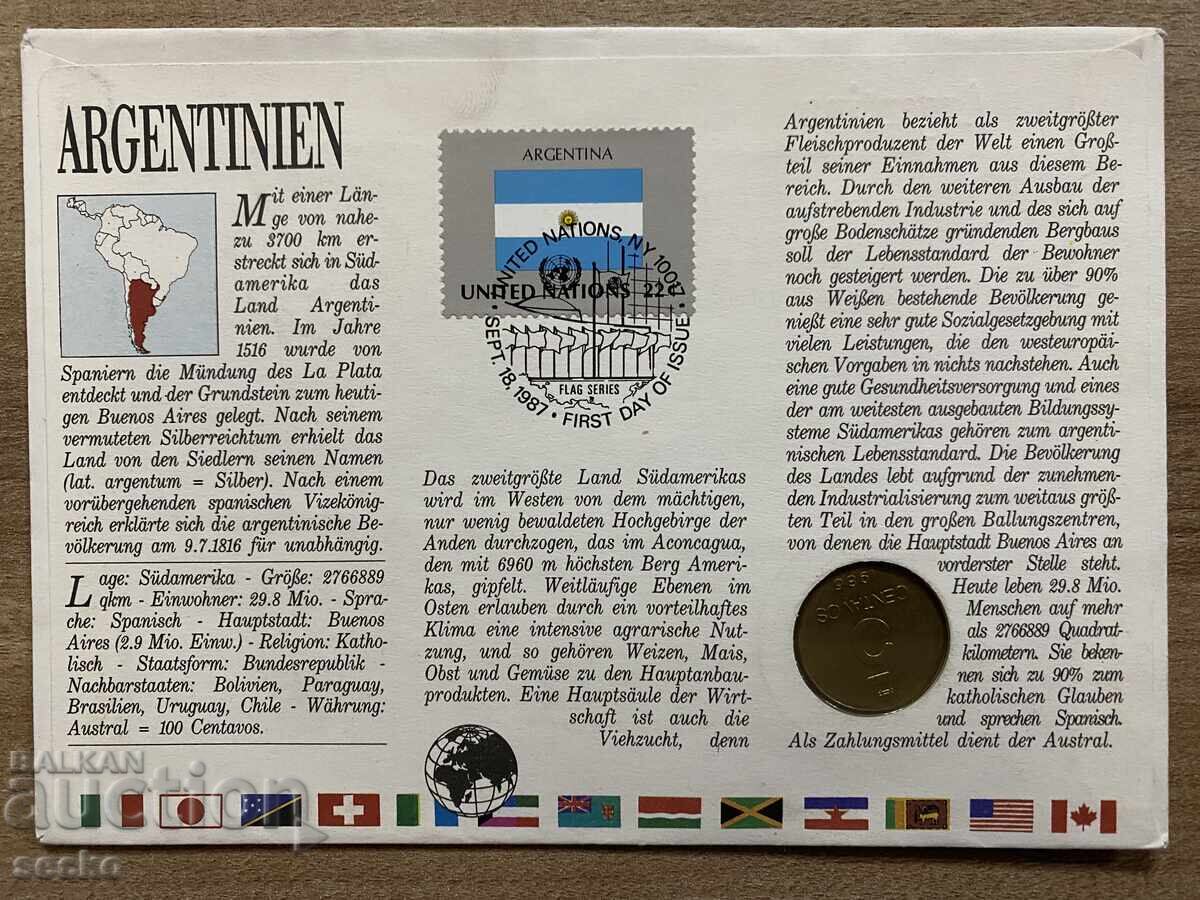 ARGENTINIEN
Mit einer Län-
ge von nahe-
zu 3700 km er-
streckt sich in Süd-
amerika das
Land Argenti-
nien. Im Jahre
1516 wurde von
Spaniern die Mündung des La Plata
entdeckt und der Grundstein zum heuti-
gen Buenos Aires gelegt. Nach seinem
vermuteten Silberreichtum erhielt das
Land von den Siedlern seinen Namen
(lat. argentum = Silber). Nach einem
vorübergehenden spanischen Vizekönig-
reich erklärte sich die argentinische Be-
völkerung am 9.7.1816 für unabhängig.
Lage: Südamerika - Größe: 2766889
qkm - Einwohner: 29.8 Mio. - Spra-
che: Spanisch - Hauptstadt: Buenos
Aires (2.9 Mio. Einw.) - Religion: Katho-
lisch - Staatsform: Bundesrepublik -
Nachbarstaaten: Bolivien, Paraguay,
Brasilien, Uruguay, Chile - Währung:
Austral = 100 Centavos.
ARGENTINA
UNITED NATIONS 22c
UNITED NATIONS, NY 10017
SEPT. 18, 1987 • FIRST DAY OF ISSUE
FLAG SERIES
Das zweitgrößte Land Südamerikas
wird im Westen von dem mächtigen,
nur wenig bewaldeten Hochgebirge der
Anden durchzogen, das im Aconcagua,
den mit 6960 m höchsten Berg Ameri-
kas, gipfelt. Weitläufige Ebenen im
Osten erlauben durch ein vorteilhaftes
Klima eine intensive agrarische Nut-
zung, und so gehören Weizen, Mais,
Obst und Gemüse zu den Hauptanbau-
produkten. Eine Hauptsäule der Wirt-
schaft ist auch die
Viehzucht, denn
Argentinien bezieht als zweitgrößter
Fleischproduzent der Welt einen Groß-
teil seiner Einnahmen aus diesem Be-
reich. Durch den weiteren Ausbau der
aufstrebenden Industrie und des sich auf
große Bodenschätze gründenden Bergbaus
soll der Lebensstandard der Bewohner
noch gesteigert werden. Die zu über 90%
aus Weißen bestehende Bevölkerung ge-
nießt eine sehr gute Sozialgesetzgebung mit
vielen Leistungen, die den westeuropäi-
schen Vorgaben in nichts nachstehen. Auch
eine gute Gesundheitsversorgung und eines
der am weitesten ausgebauten Bildungssy-
steme Südamerikas gehören zum argenti-
nischen Lebensstandard. Die Bevölkerung
des Landes lebt aufgrund der zunehmen-
den Industrialisierung zum weitaus größ-
ten Teil in den großen Ballungszentren,
von denen die Hauptstadt Buenos Aires an
vorderster Stelle steht.
Heute leben 29.8 Mio.
Menschen auf mehr
als 2766889 Quadrat-
kilometern. Sie beken-
nen sich zu 90% zum
katholischen Glauben
und sprechen Spanisch.
Als Zahlungsmittel dient der Austral.
CENTAVOS
BALKAN
auction
secko